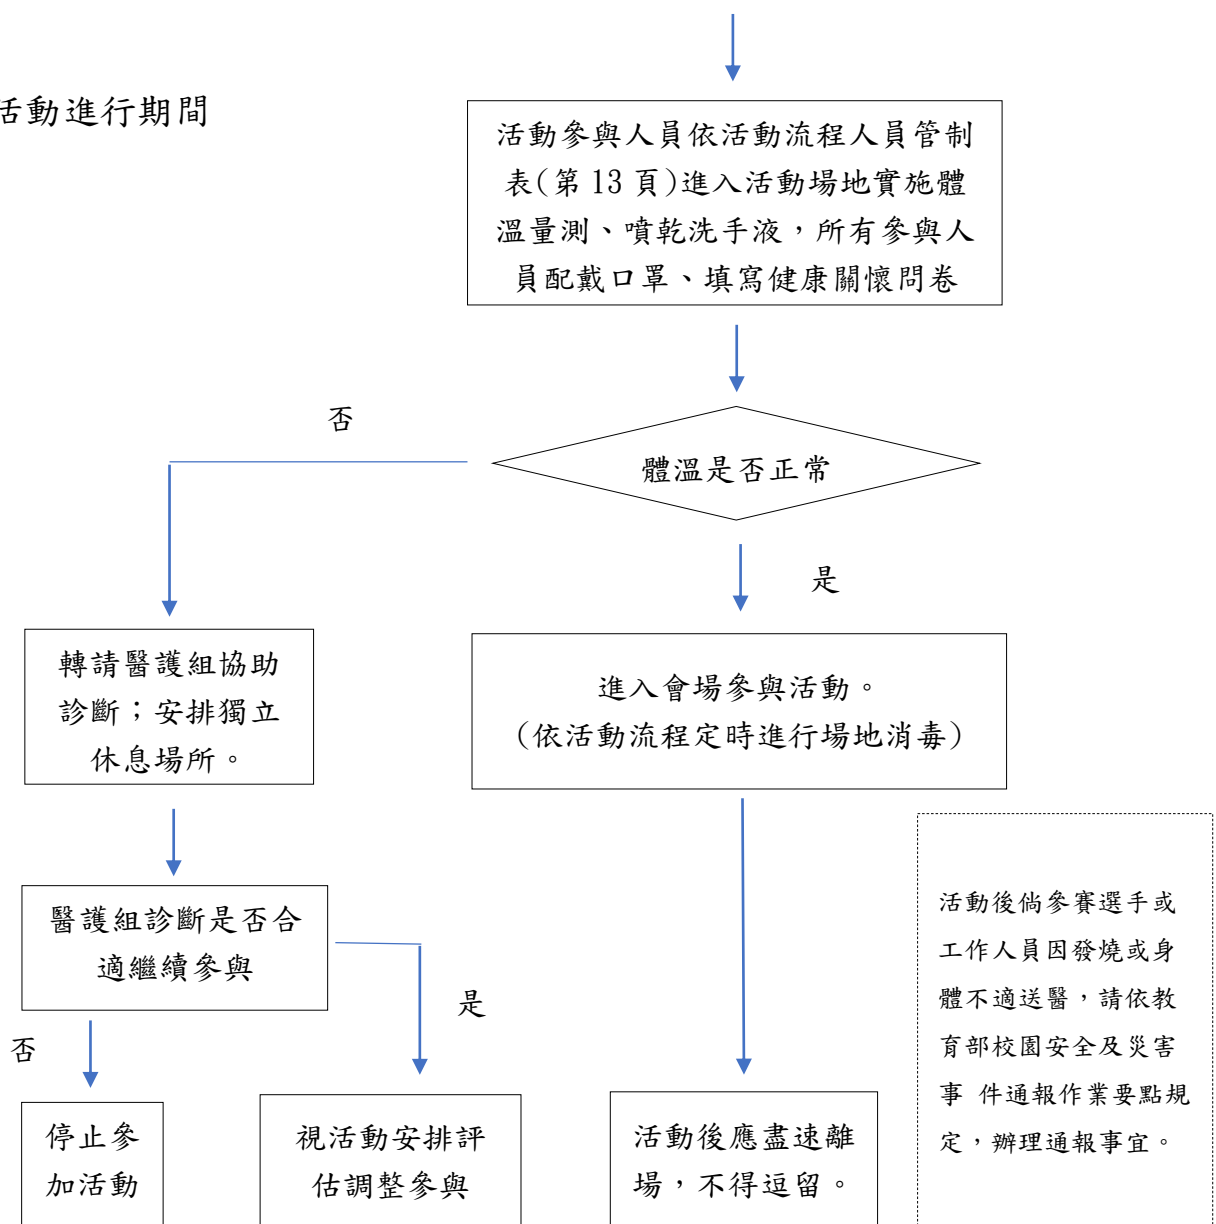 活動進行期間
活動參與人員依活動流程人員管制
表(第 13 頁)進入活動場地實施體
溫量測、噴乾洗手液，所有參與人
員配戴口罩、填寫健康關懷問卷
否
體溫是否正常
是
轉請醫護組協助
診斷；安排獨立
休息場所。
進入會場參與活動。
(依活動流程定時進行場地消毒)
醫護組診斷是否合
適繼續參與
是
否
停止參
加活動
視活動安排評
估調整參與
活動後應盡速離
場，不得逗留。
活動後倘參賽選手或
工作人員因發燒或身
體不適送醫，請依教
育部校園安全及災害
事 件通報作業要點規
定，辦理通報事宜。